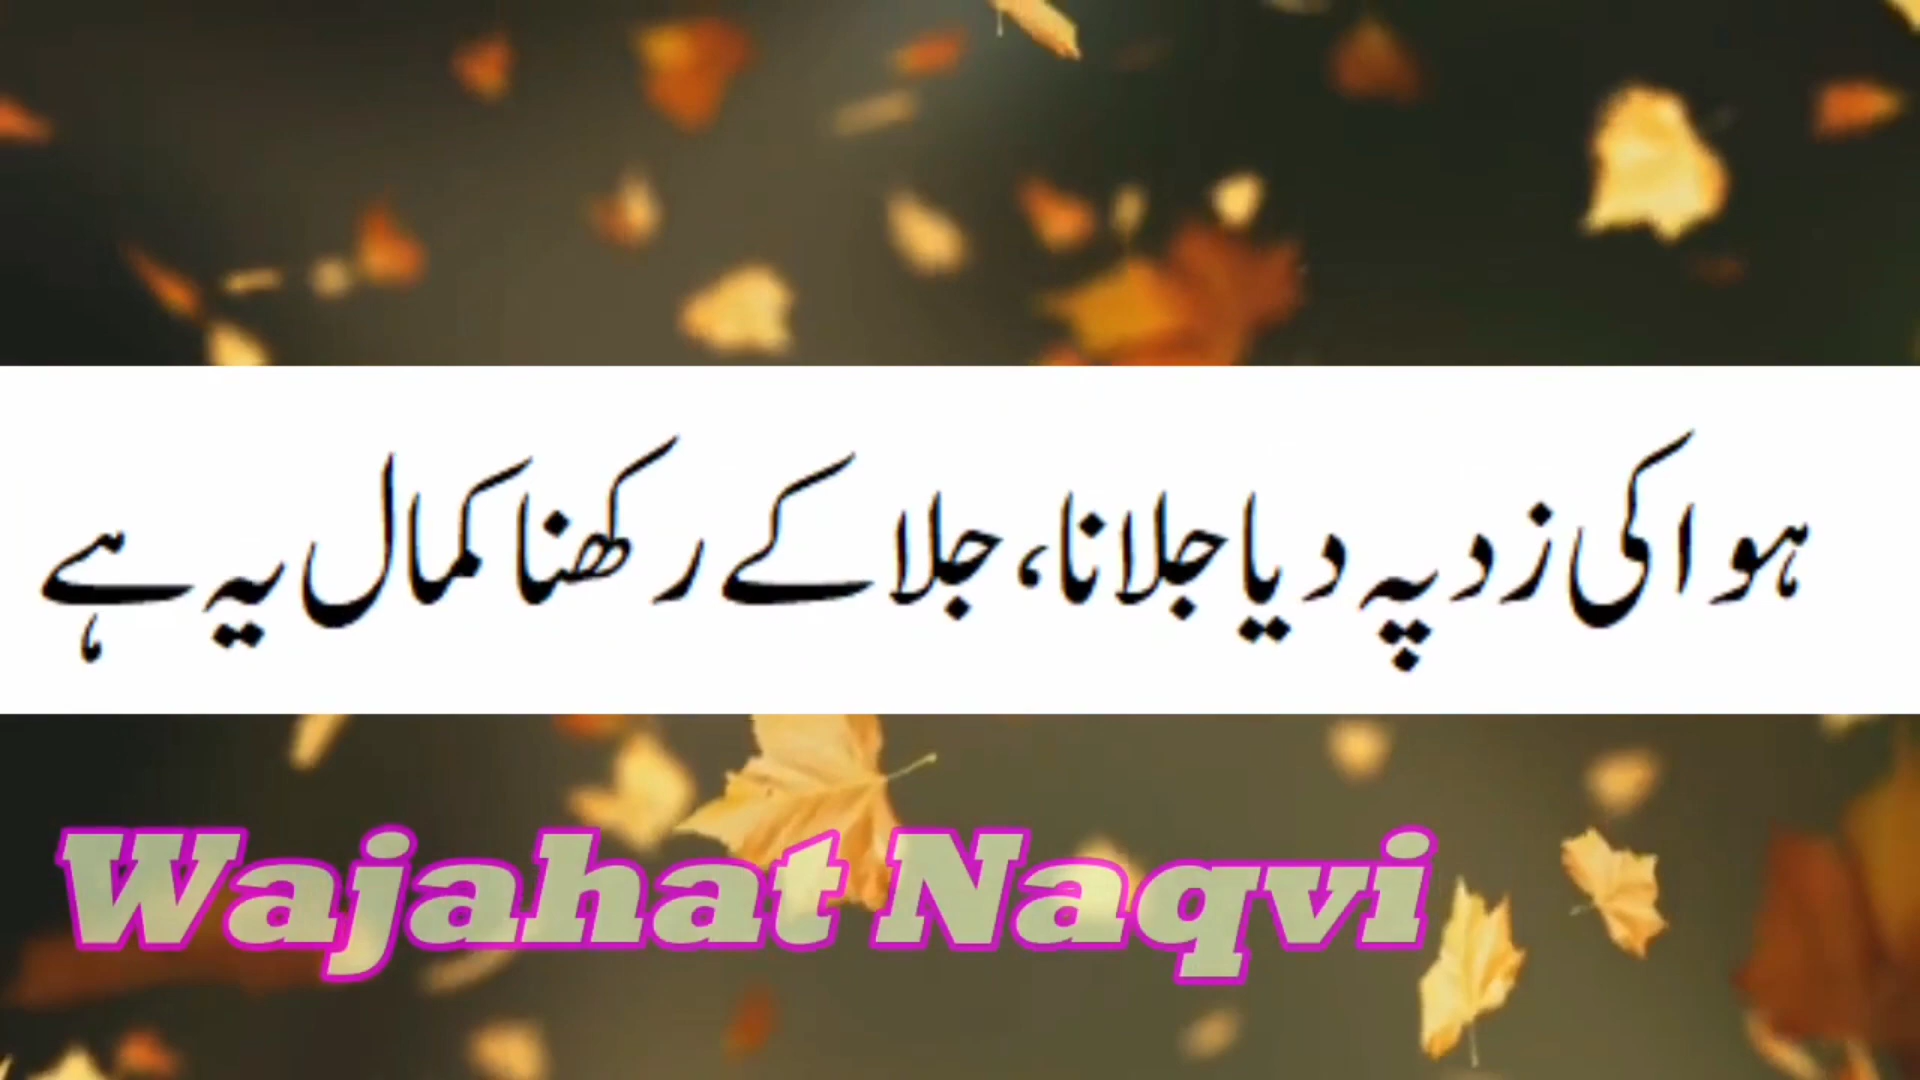 ہوا کی زد پہ دیا جلانا، جلا کے رکھنا کمال یہ ہے
Wajahat Naqvi